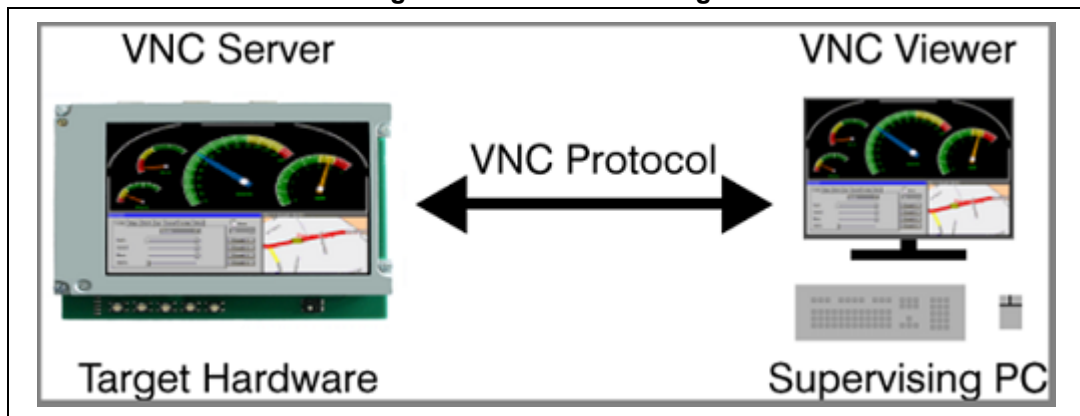 VNC Server
VNC Viewer
VNC Protocol
Target Hardware
Supervising PC